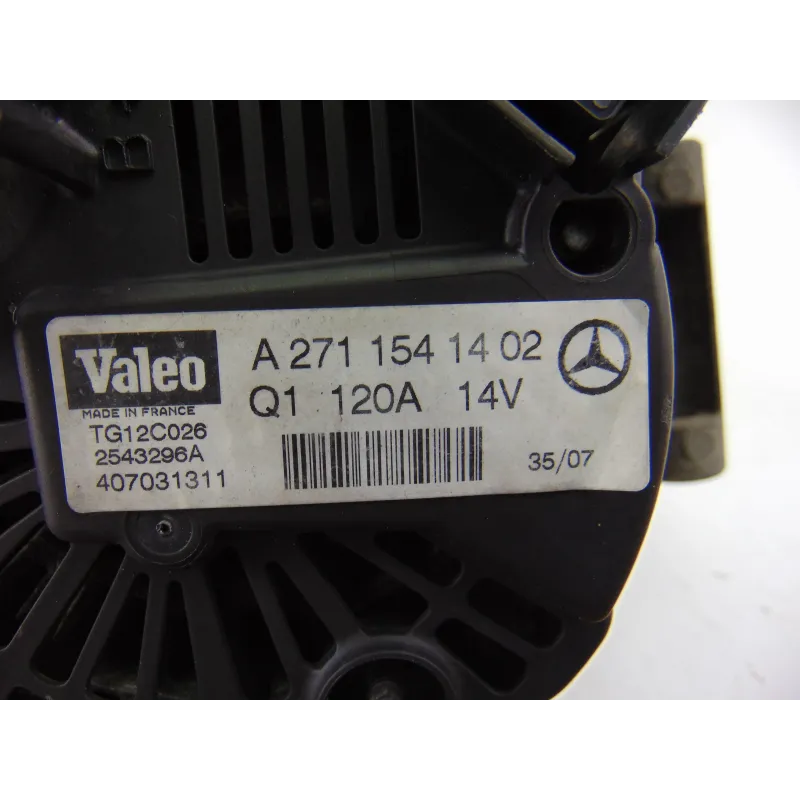 B
Valeo
MADE IN FRANCE
TG12C026
2543296A
407031311
A 271 154 14 02
Q1 120A 14V
35/07